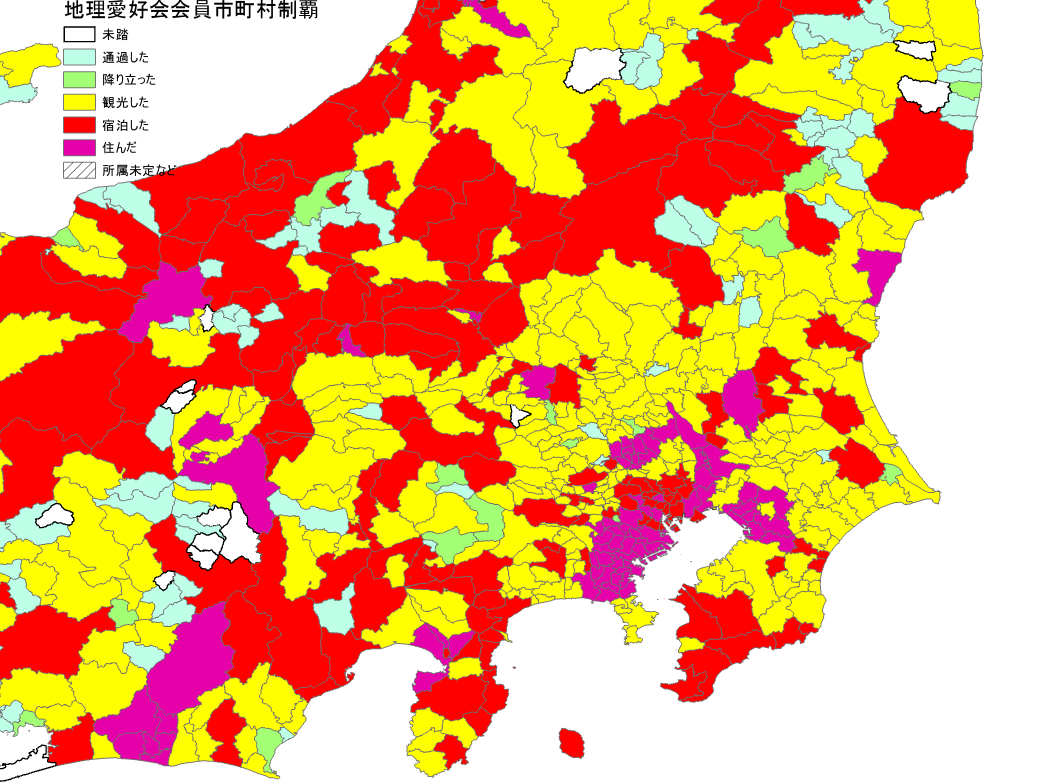 地理愛好会会員市町村制覇
未踏
通過した
降り立った
観光した
宿泊した
住んだ
所属未定など